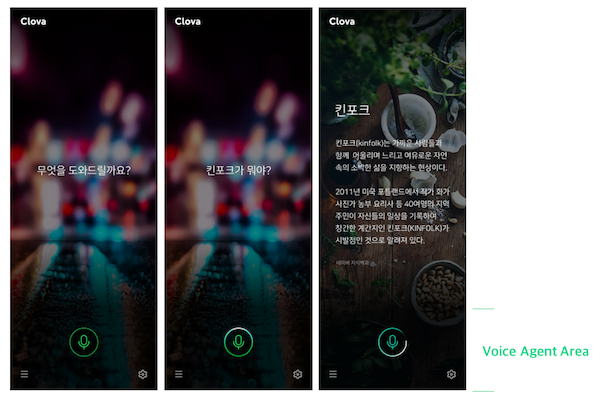 Clova
무엇을 도와드릴까요?
Clova
킨포크가 뭐야?
Clova
킨포크
킨포크(kinfolk)는 가까운 사람들과
함께 어울리며 느리고 여유로운 자연
속의 소박한 삶을 지향하는 현상이다.
2011년 미국 포틀랜드에서 작가 화가
사진가 농부 요리사 등 40여명의 지역
주민이 자신들의 일상을 기록하여
창간한 계간지인 킨포크(KINFOLK)가
시발점인 것으로 알려져 있다.
네이버 지식백과
Voice Agent Area